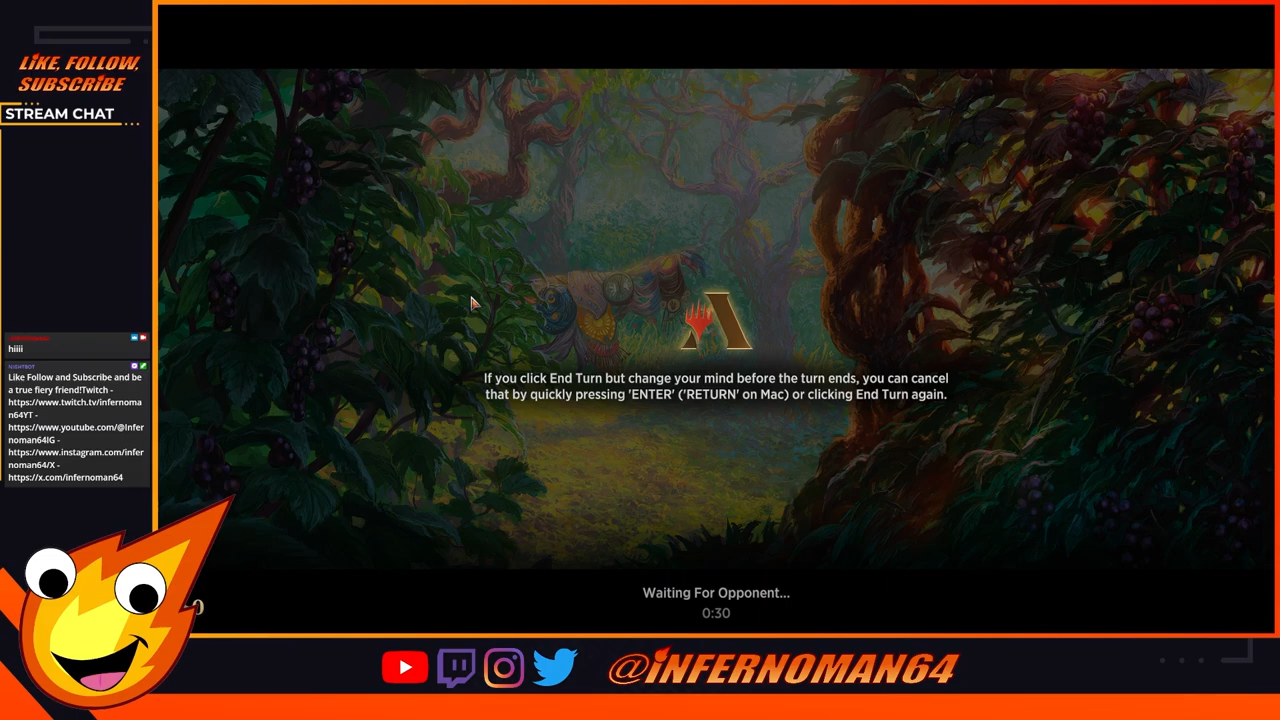 LIKE, FOLLOW,
SUBSCRIBE
STREAM CHAT
hiiii
NIGHTBOT
Like Follow and Subscribe and be
a true fiery friend!Twitch -
https://www.twitch.tv/infernoma
n64YT -
https://www.youtube.com/@Infer
noman64IG -
https://www.instagram.com/infer
noman64/X -
https://x.com/infernoman64
If you click End Turn but change your mind before the turn ends, you can cancel
that by quickly pressing 'ENTER' ('RETURN' on Mac) or clicking End Turn again.
Waiting For Opponent...
0:30
@INFERNOMAN64